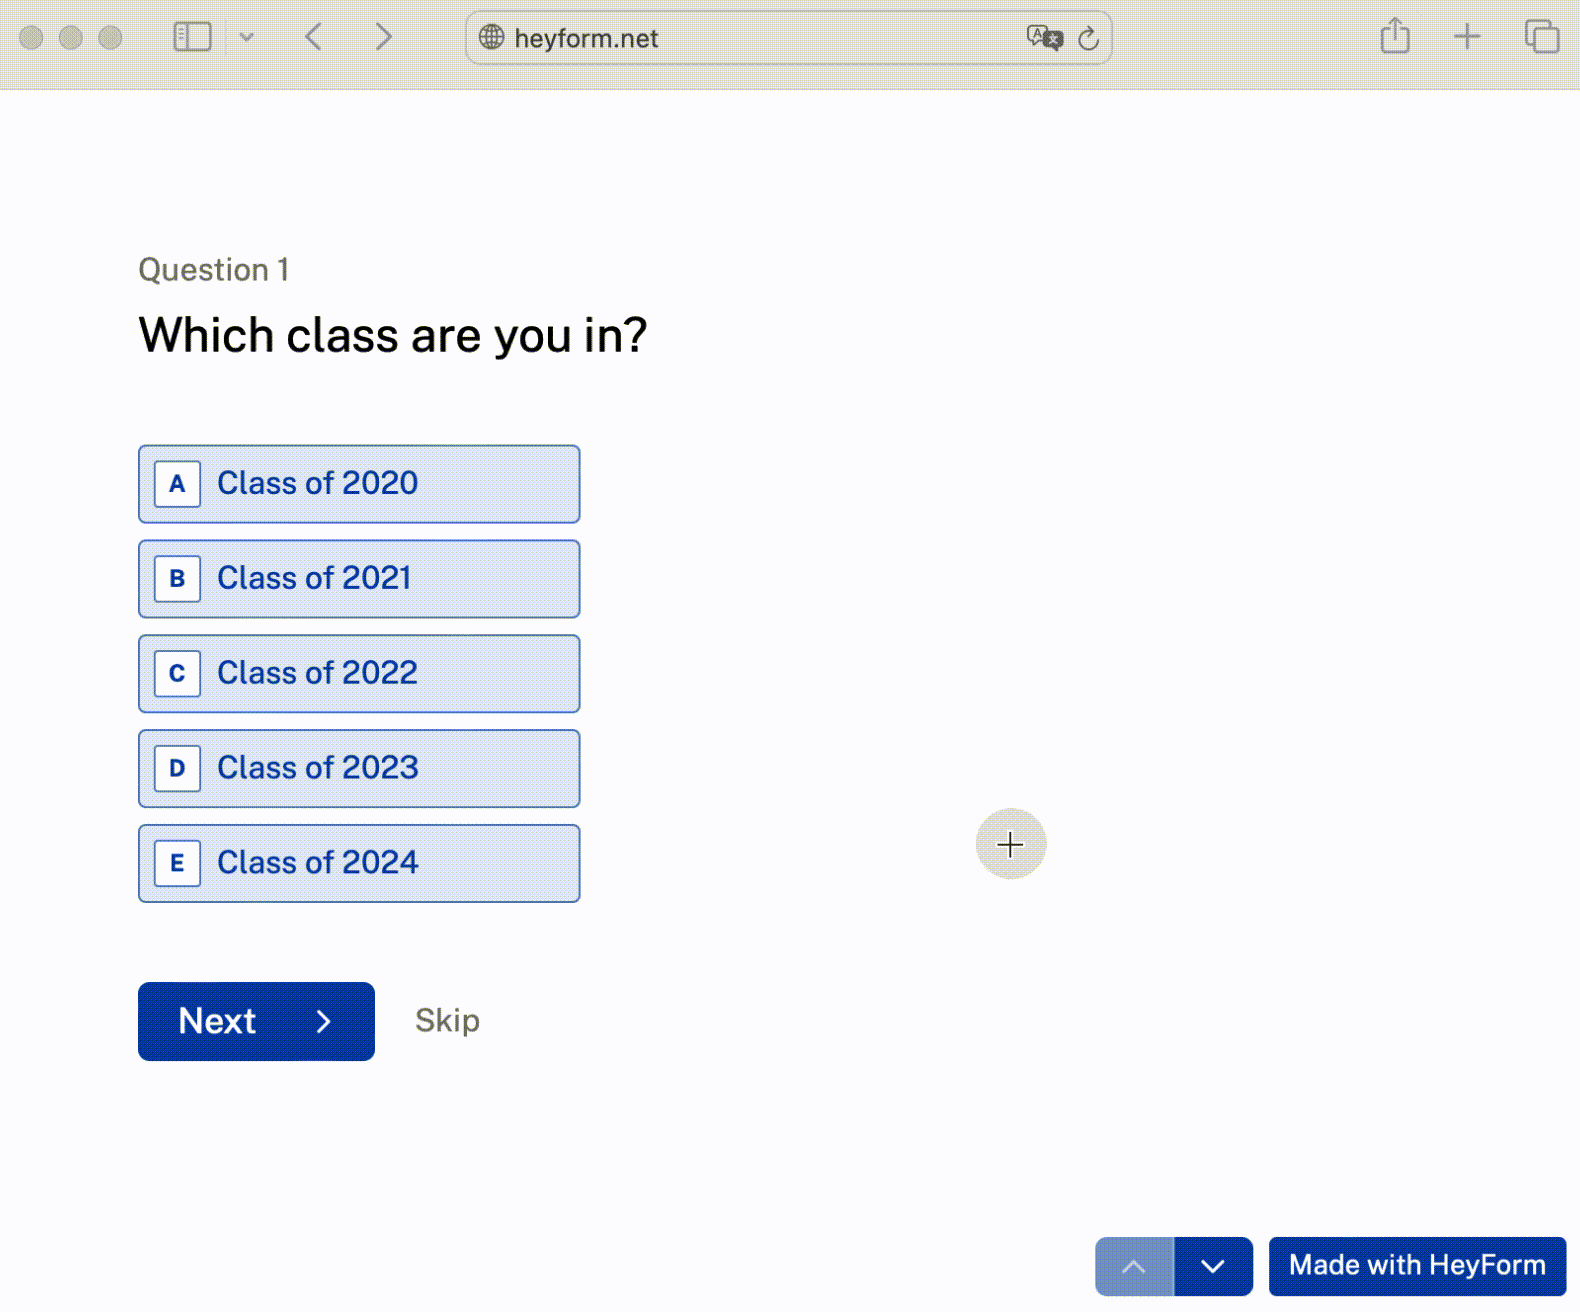 heyform.net
Question 1
Which class are you in?
A Class of 2020
B Class of 2021
C Class of 2022
D Class of 2023
E Class of 2024
Next Skip
Made with HeyForm